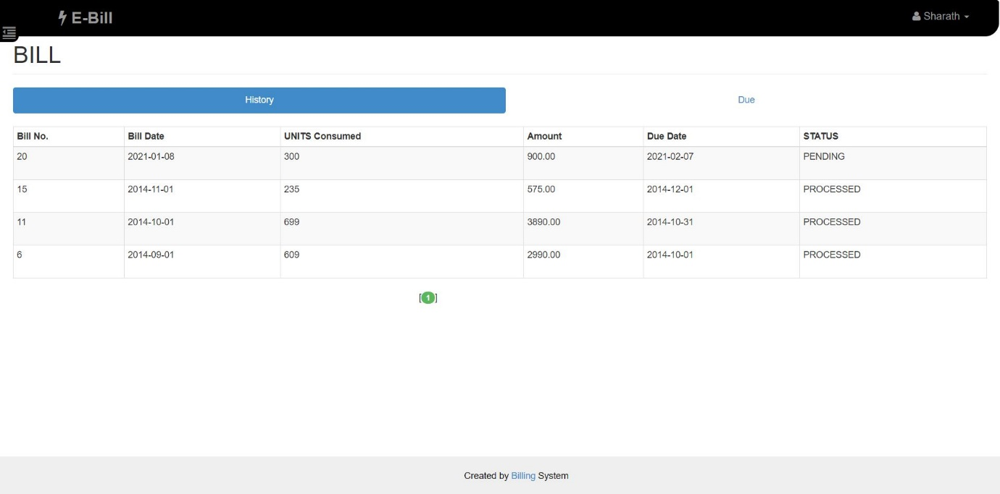 E-Bill
Sharath
BILL
History Due
Bill No. Bill Date UNITS Consumed Amount Due Date STATUS
20 2021-01-08 300 900.00 2021-02-07 PENDING
15 2014-11-01 235 575.00 2014-12-01 PROCESSED
11 2014-10-01 699 3890.00 2014-10-31 PROCESSED
6 2014-09-01 609 2990.00 2014-10-01 PROCESSED
[1]
Created by Billing System